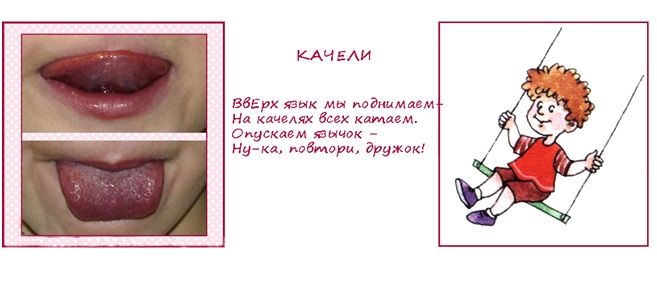 КАЧЕЛИ
ВвЕрх язык мы поднимаем-
На качелях всех катаем.
Опускаем язычок -
Ну-ка, повтори, дружок!